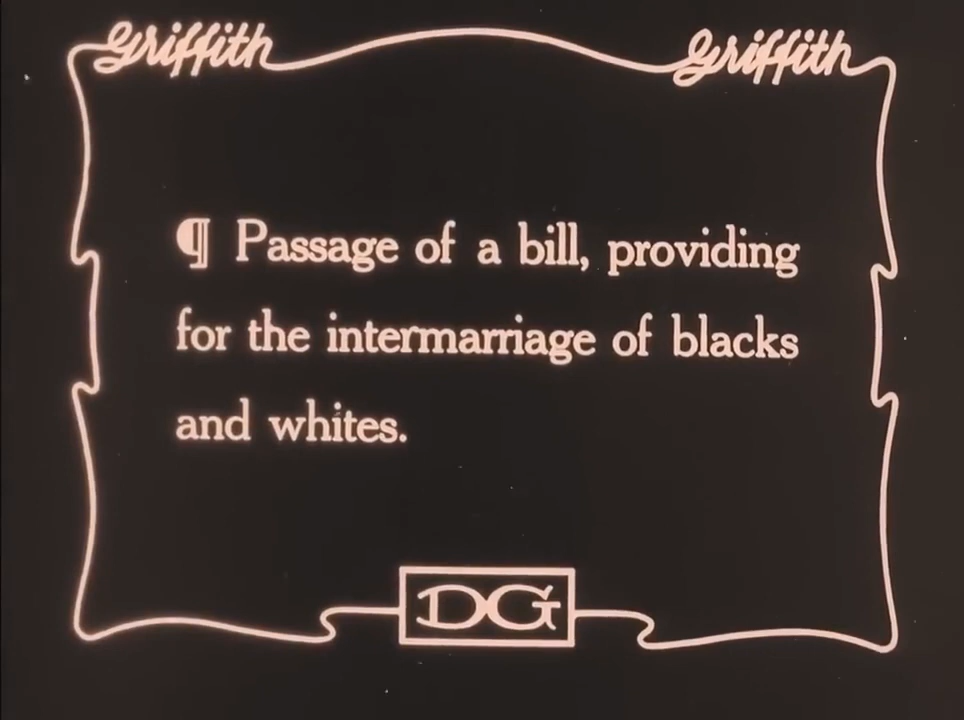 Griffith Griffith
¶ Passage of a bill, providing
for the intermarriage of blacks
and whites.
DG